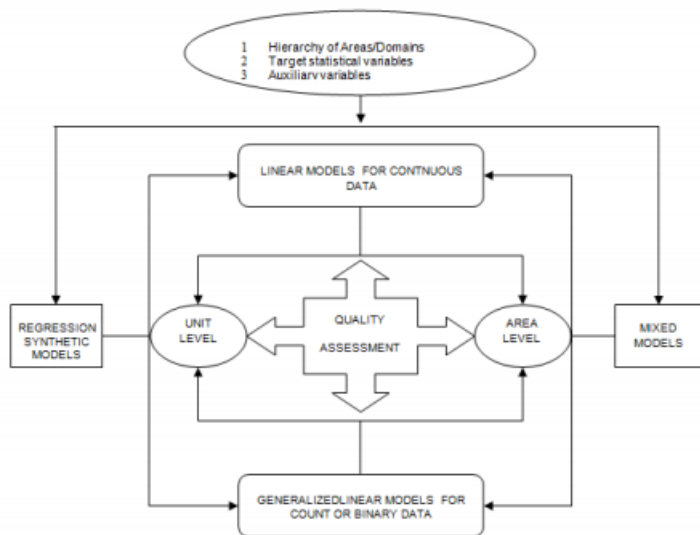 1 Hierarchy of Areas/Domains
2 Target statistical variables
3 Auxiliary variables
LINEAR MODELS FOR CONTNUOUS
DATA
REGRESSION
SYNTHETIC
MODELS
UNIT
LEVEL
QUALITY
ASSESSMENT
AREA
LEVEL
MIXED
MODELS
GENERALIZEDLINEAR MODELS FOR
COUNT OR BINARY DATA